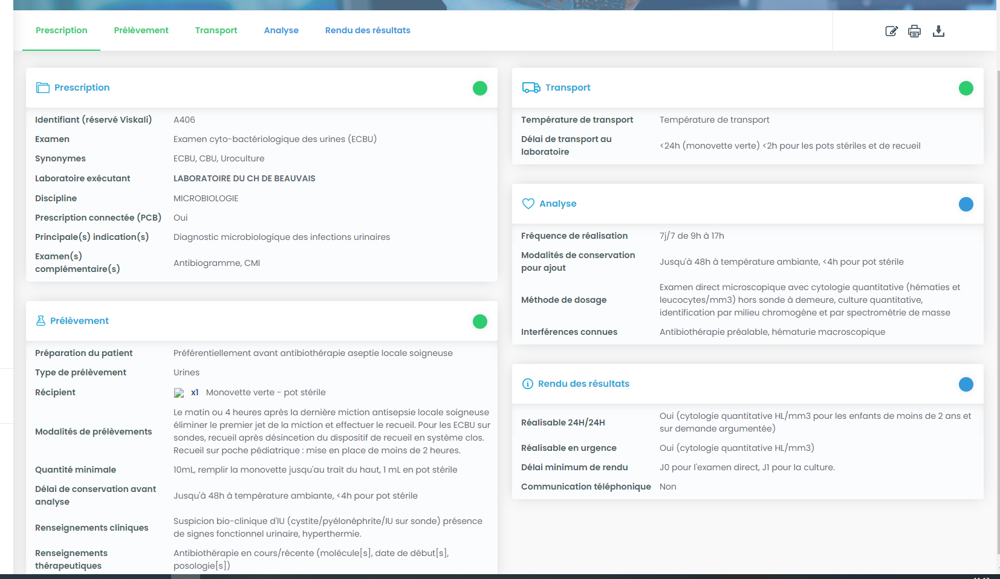 Prescription
Prélèvement
Transport
Analyse
Rendu des résultats
Prescription
Identifiant (réservé Viskali) A406
Examen Examen cyto-bactériologique des urines (ECBU)
Synonymes ECBU, CBU, Uroculture
Laboratoire exécutant LABORATOIRE DU CH DE BEAUVAIS
Discipline MICROBIOLOGIE
Prescription connectée (PCB) Oui
Principale(s) indication(s) Diagnostic microbiologique des infections urinaires
Examen(s)
complémentaire(s)
Antibiogramme, CMI
Prélèvement
Préparation du patient Préférentiellement avant antibiothérapie aseptie locale soigneuse
Type de prélèvement Urines
Récipient x1 Monovette verte - pot stérile
Modalités de prélèvements
Le matin ou 4 heures après la dernière miction antisepsie locale soigneuse
éliminer le premier jet de la miction et effectuer le recueil. Pour les ECBU sur
sondes, recueil après désincetion du dispositif de recueil en système clos.
Recueil sur poche pédiatrique : mise en place de moins de 2 heures.
Quantité minimale 10mL, remplir la monovette jusqu'au trait du haut, 1 mL en pot stérile
Délai de conservation avant
analyse
Jusqu'à 48h à température ambiante, <4h pour pot stérile
Renseignements cliniques
Suspicion bio-clinique d'IU (cystite/pyélonéphrite/IU sur sonde) présence
de signes fonctionnel urinaire, hyperthermie.
Renseignements
thérapeutiques
Antibiothérapie en cours/récente (molécule[s], date de début[s],
posologie[s])
Transport
Température de transport Température de transport
Délai de transport au
laboratoire
<24h (monovette verte) <2h pour les pots stériles et de recueil
Analyse
Fréquence de réalisation 7j/7 de 9h à 17h
Modalités de conservation
pour ajout
Jusqu'à 48h à température ambiante, <4h pour pot stérile
Méthode de dosage
Examen direct microscopique avec cytologie quantitative (hématies et
leucocytes/mm3) hors sonde à demeure, culture quantitative,
identification par milieu chromogène et par spectrométrie de masse
Interférences connues Antibiothérapie préalable, hématurie macroscopique
Rendu des résultats
Réalisable 24H/24H
Oui (cytologie quantitative HL/mm3 pour les enfants de moins de 2 ans et
sur demande argumentée)
Réalisable en urgence Oui (cytologie quantitative HL/mm3)
Délai minimum de rendu J0 pour l'examen direct, J1 pour la culture.
Communication téléphonique Non